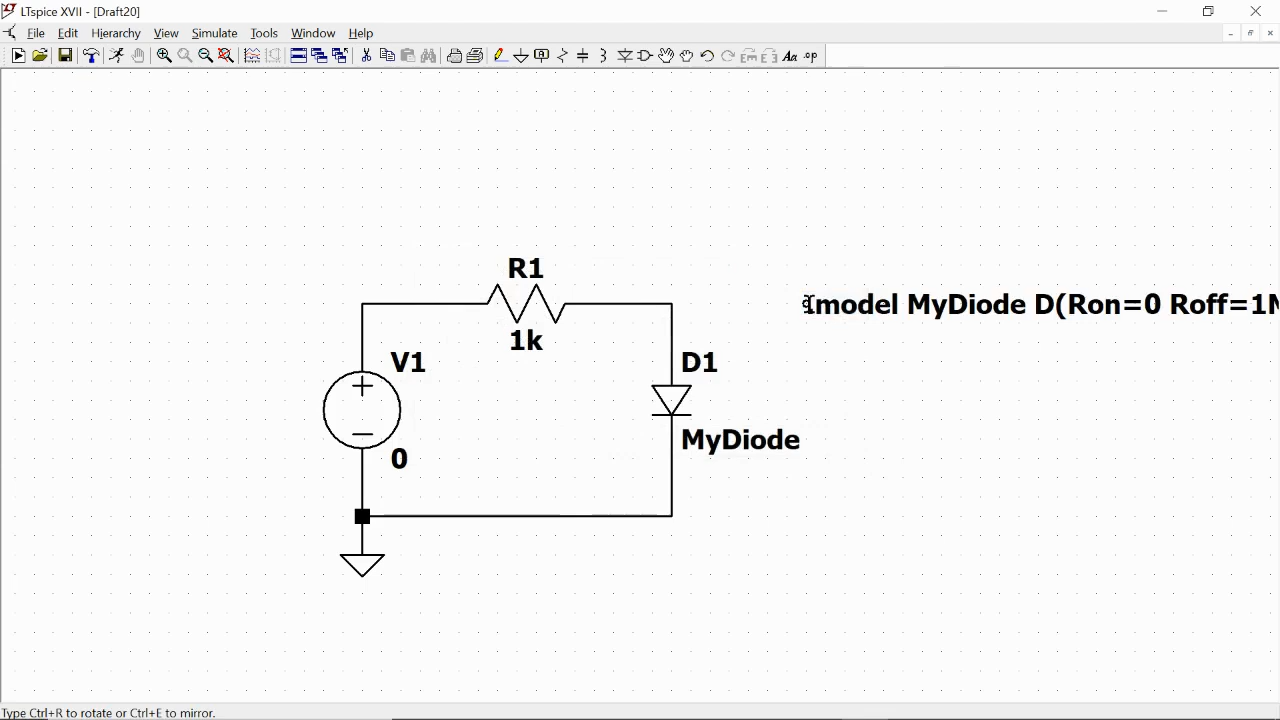 LTspice XVII - [Draft20]
File Edit Hierarchy View Simulate Tools Window Help
R1
1k
V1
0
D1
MyDiode
.model MyDiode D(Ron=0 Roff=1M
Type Ctrl+R to rotate or Ctrl+E to mirror.